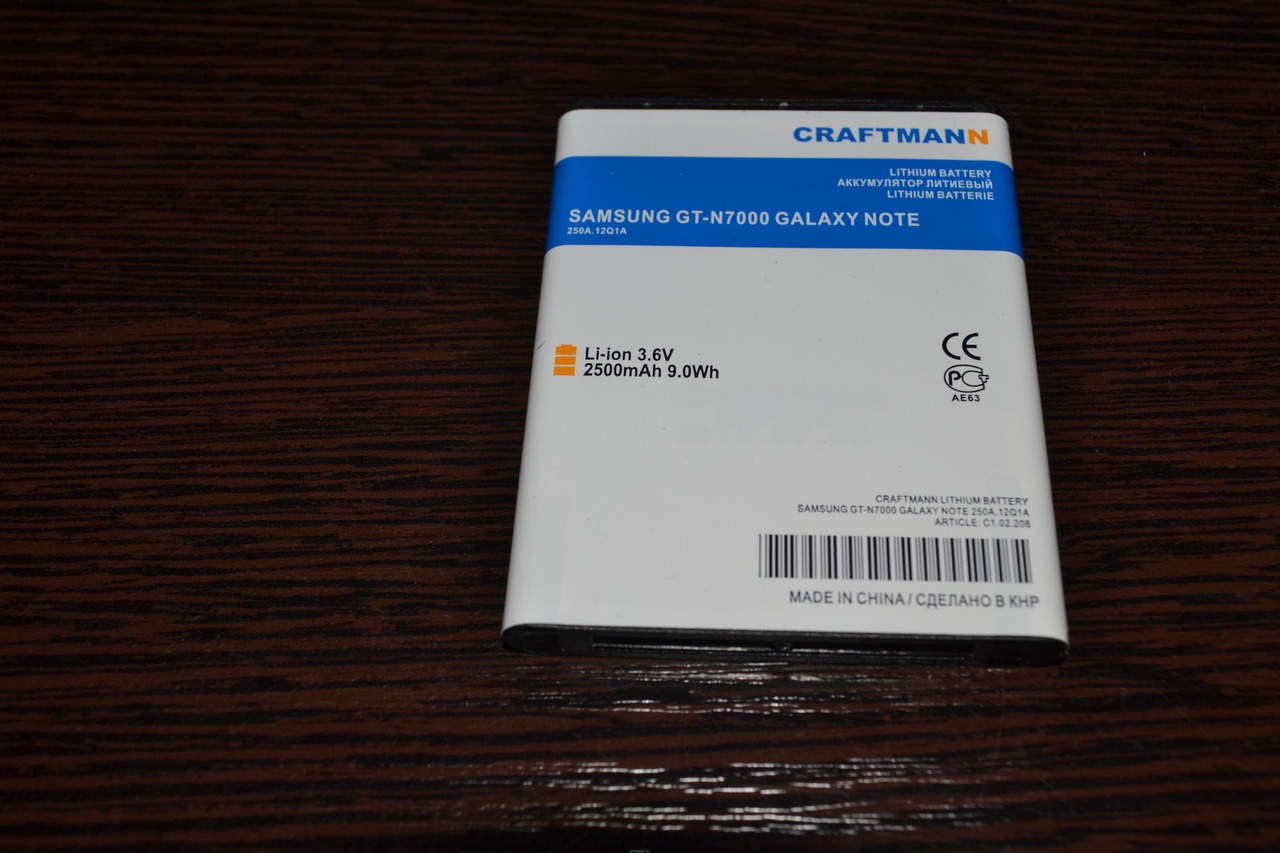 CRAFTMANN
LITHIUM BATTERY
АККУМУЛЯТОР ЛИТИЕВЫЙ
LITHIUM BATTERIE
SAMSUNG GT-N7000 GALAXY NOTE
250A.12Q1A
Li-ion 3.6V
2500mAh 9.0Wh
CE
РСТ
AE63
CRAFTMANN LITHIUM BATTERY
SAMSUNG GT-N7000 GALAXY NOTE 250A.12Q1A
ARTICLE: C1.02.208
MADE IN CHINA / СДЕЛАНО В КНР